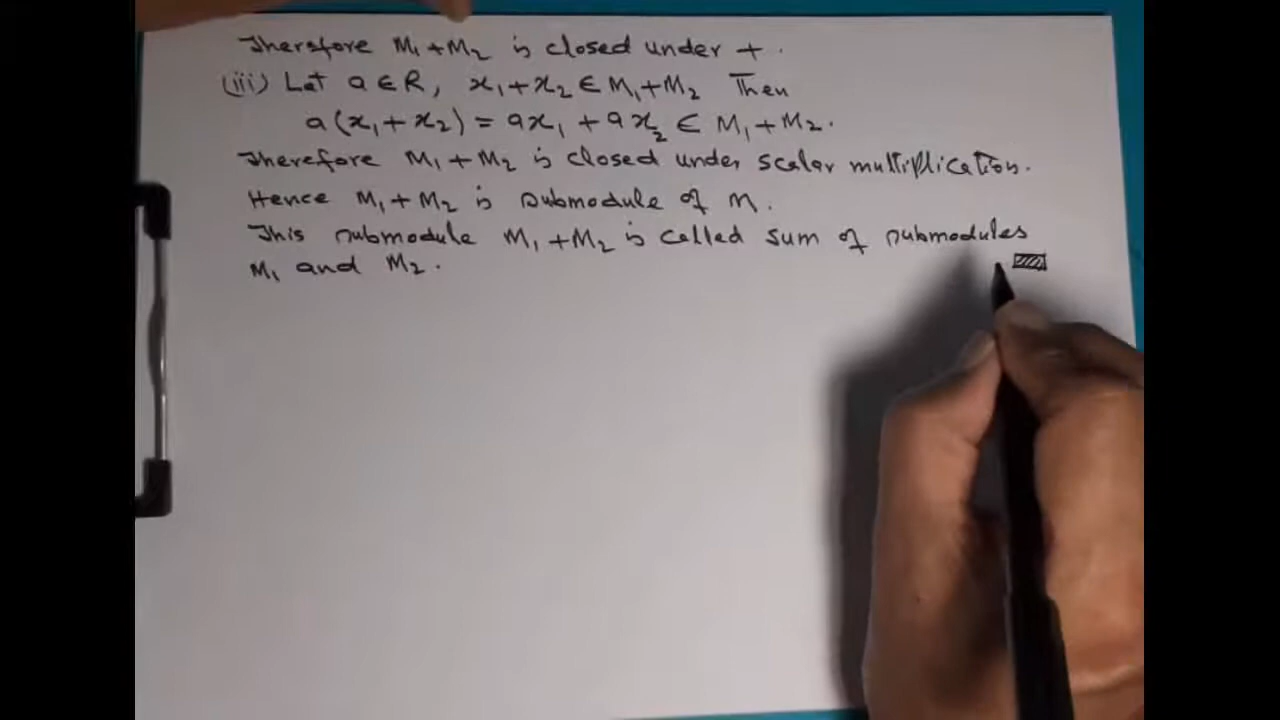 Therefore M₁+M₂ is closed under + .
(iii) Let a ∈ R, x₁+x₂ ∈ M₁+M₂ Then
a(x₁+x₂) = ax₁ + ax₂ ∈ M₁+M₂.
Therefore M₁+M₂ is closed under scalar multiplication.
Hence M₁+M₂ is submodule of M.
This submodule M₁+M₂ is called sum of submodules
M₁ and M₂.